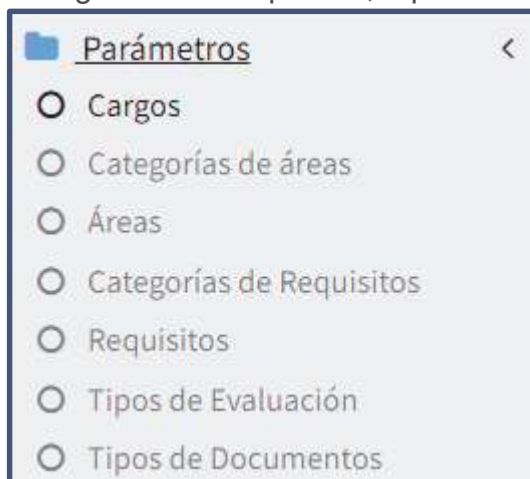 Parámetros
Cargos
Categorías de áreas
Áreas
Categorías de Requisitos
Requisitos
Tipos de Evaluación
Tipos de Documentos